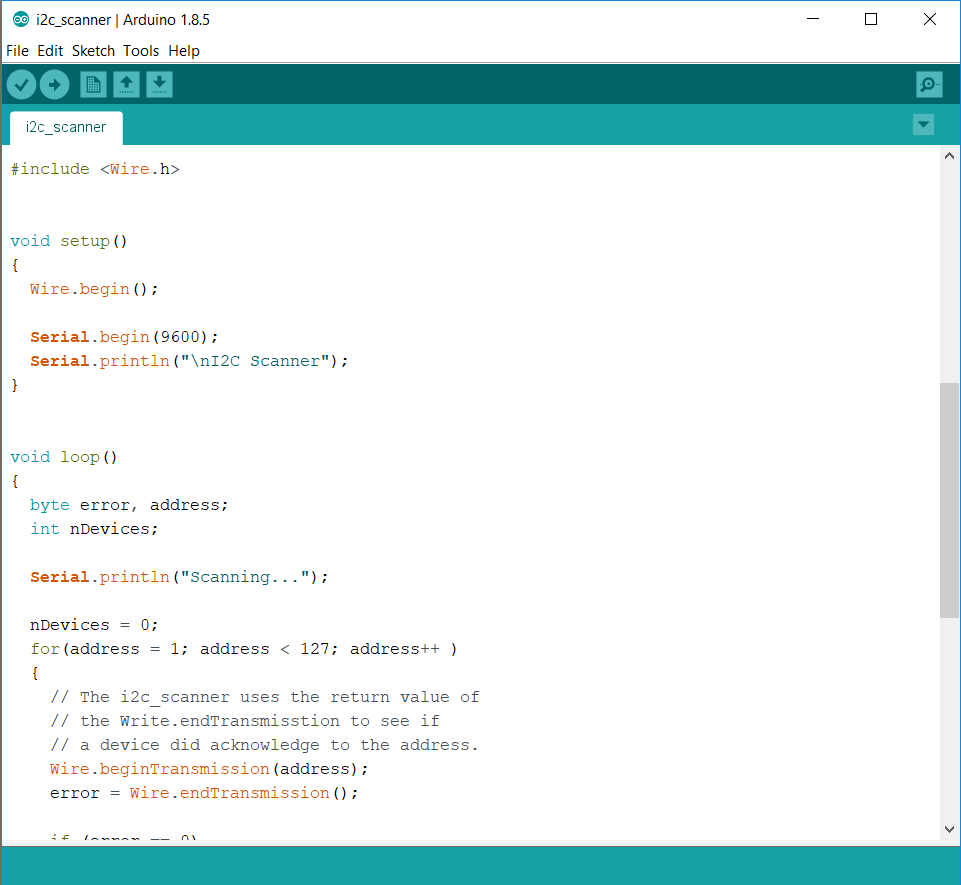 i2c_scanner | Arduino 1.8.5
File Edit Sketch Tools Help
i2c_scanner
#include <Wire.h>
void setup()
{
  Wire.begin();
  Serial.begin(9600);
  Serial.println("\nI2C Scanner");
}
void loop()
{
  byte error, address;
  int nDevices;
  Serial.println("Scanning...");
  nDevices = 0;
  for(address = 1; address < 127; address++ )
  {
    // The i2c_scanner uses the return value of
    // the Write.endTransmisstion to see if
    // a device did acknowledge to the address.
    Wire.beginTransmission(address);
    error = Wire.endTransmission();
    if (error == 0)